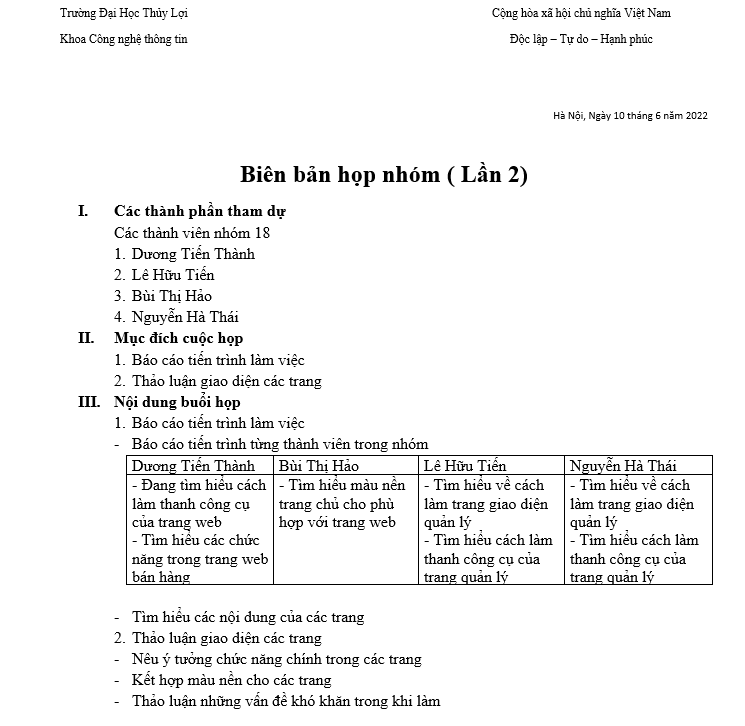 Trường Đại Học Thủy Lợi
Cộng hòa xã hội chủ nghĩa Việt Nam
Khoa Công nghệ thông tin
Độc lập – Tự do – Hạnh phúc
Hà Nội, Ngày 10 tháng 6 năm 2022
Biên bản họp nhóm ( Lần 2)
I. Các thành phần tham dự
Các thành viên nhóm 18
1. Dương Tiến Thành
2. Lê Hữu Tiến
3. Bùi Thị Hảo
4. Nguyễn Hà Thái
II. Mục đích cuộc họp
1. Báo cáo tiến trình làm việc
2. Thảo luận giao diện các trang
III. Nội dung buổi họp
1. Báo cáo tiến trình làm việc
- Báo cáo tiến trình từng thành viên trong nhóm
Dương Tiến Thành
- Đang tìm hiểu cách
làm thanh công cụ
của trang web
- Tìm hiểu các chức
năng trong trang web
bán hàng
Bùi Thị Hảo
- Tìm hiểu màu nền
trang chủ cho phù
hợp với trang web
Lê Hữu Tiến
- Tìm hiểu về cách
làm trang giao diện
quản lý
- Tìm hiểu cách làm
thanh công cụ của
trang quản lý
Nguyễn Hà Thái
- Tìm hiểu về cách
làm trang giao diện
quản lý
- Tìm hiểu cách làm
thanh công cụ của
trang quản lý
- Tìm hiểu các nội dung của các trang
2. Thảo luận giao diện các trang
- Nêu ý tưởng chức năng chính trong các trang
- Kết hợp màu nền cho các trang
- Thảo luận những vấn đề khó khăn trong khi làm